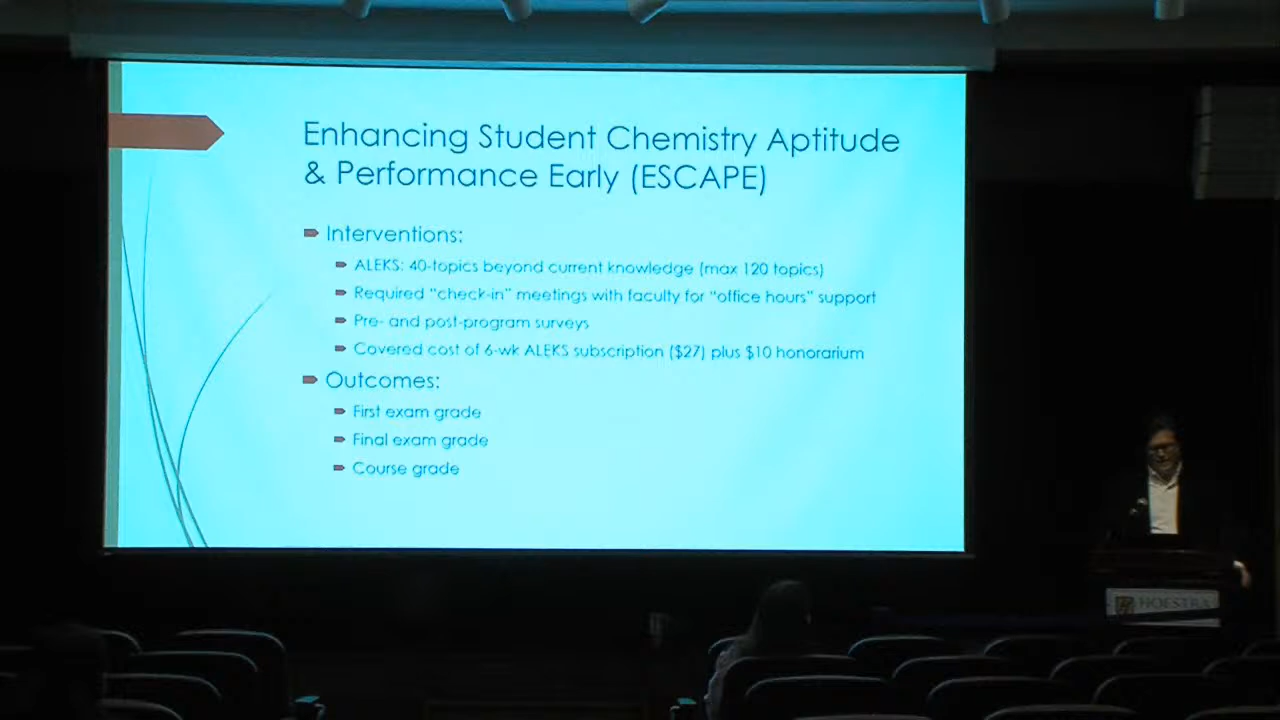 Enhancing Student Chemistry Aptitude
& Performance Early (ESCAPE)
Interventions:
ALEKS: 40-topics beyond current knowledge (max 120 topics)
Required “check-in” meetings with faculty for “office hours” support
Pre- and post-program surveys
Covered cost of 6-wk ALEKS subscription ($27) plus $10 honorarium
Outcomes:
First exam grade
Final exam grade
Course grade
HOFSTRA